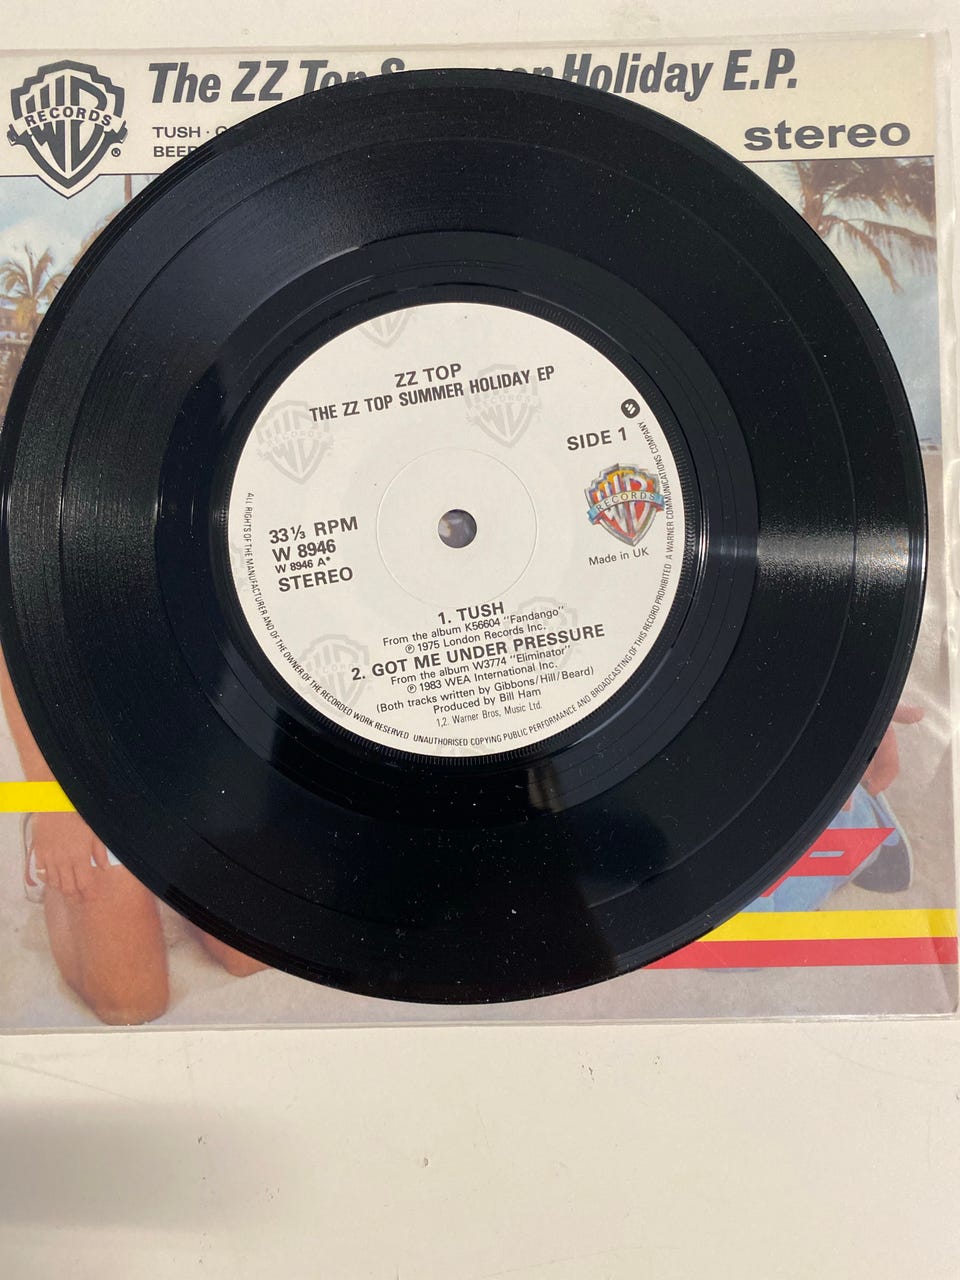 The ZZ Top Holiday E.P.
TUSH ·
BEER
stereo
WB RECORDS ®
ZZ TOP
THE ZZ TOP SUMMER HOLIDAY EP
SIDE 1
WB RECORDS
Made in UK
33⅓ RPM
W 8946
W 8946 A*
STEREO
1. TUSH
From the album K56604 "Fandango"
℗ 1975 London Records Inc.
2. GOT ME UNDER PRESSURE
From the album W3774 "Eliminator"
℗ 1983 WEA International Inc.
(Both tracks written by Gibbons/Hill/Beard)
Produced by Bill Ham
1,2. Warner Bros, Music Ltd.
ALL RIGHTS OF THE MANUFACTURER AND OF THE OWNER OF THE RECORDED WORK RESERVED UNAUTHORISED COPYING PUBLIC PERFORMANCE AND BROADCASTING OF THIS RECORD PROHIBITED A WARNER COMMUNICATIONS COMPANY